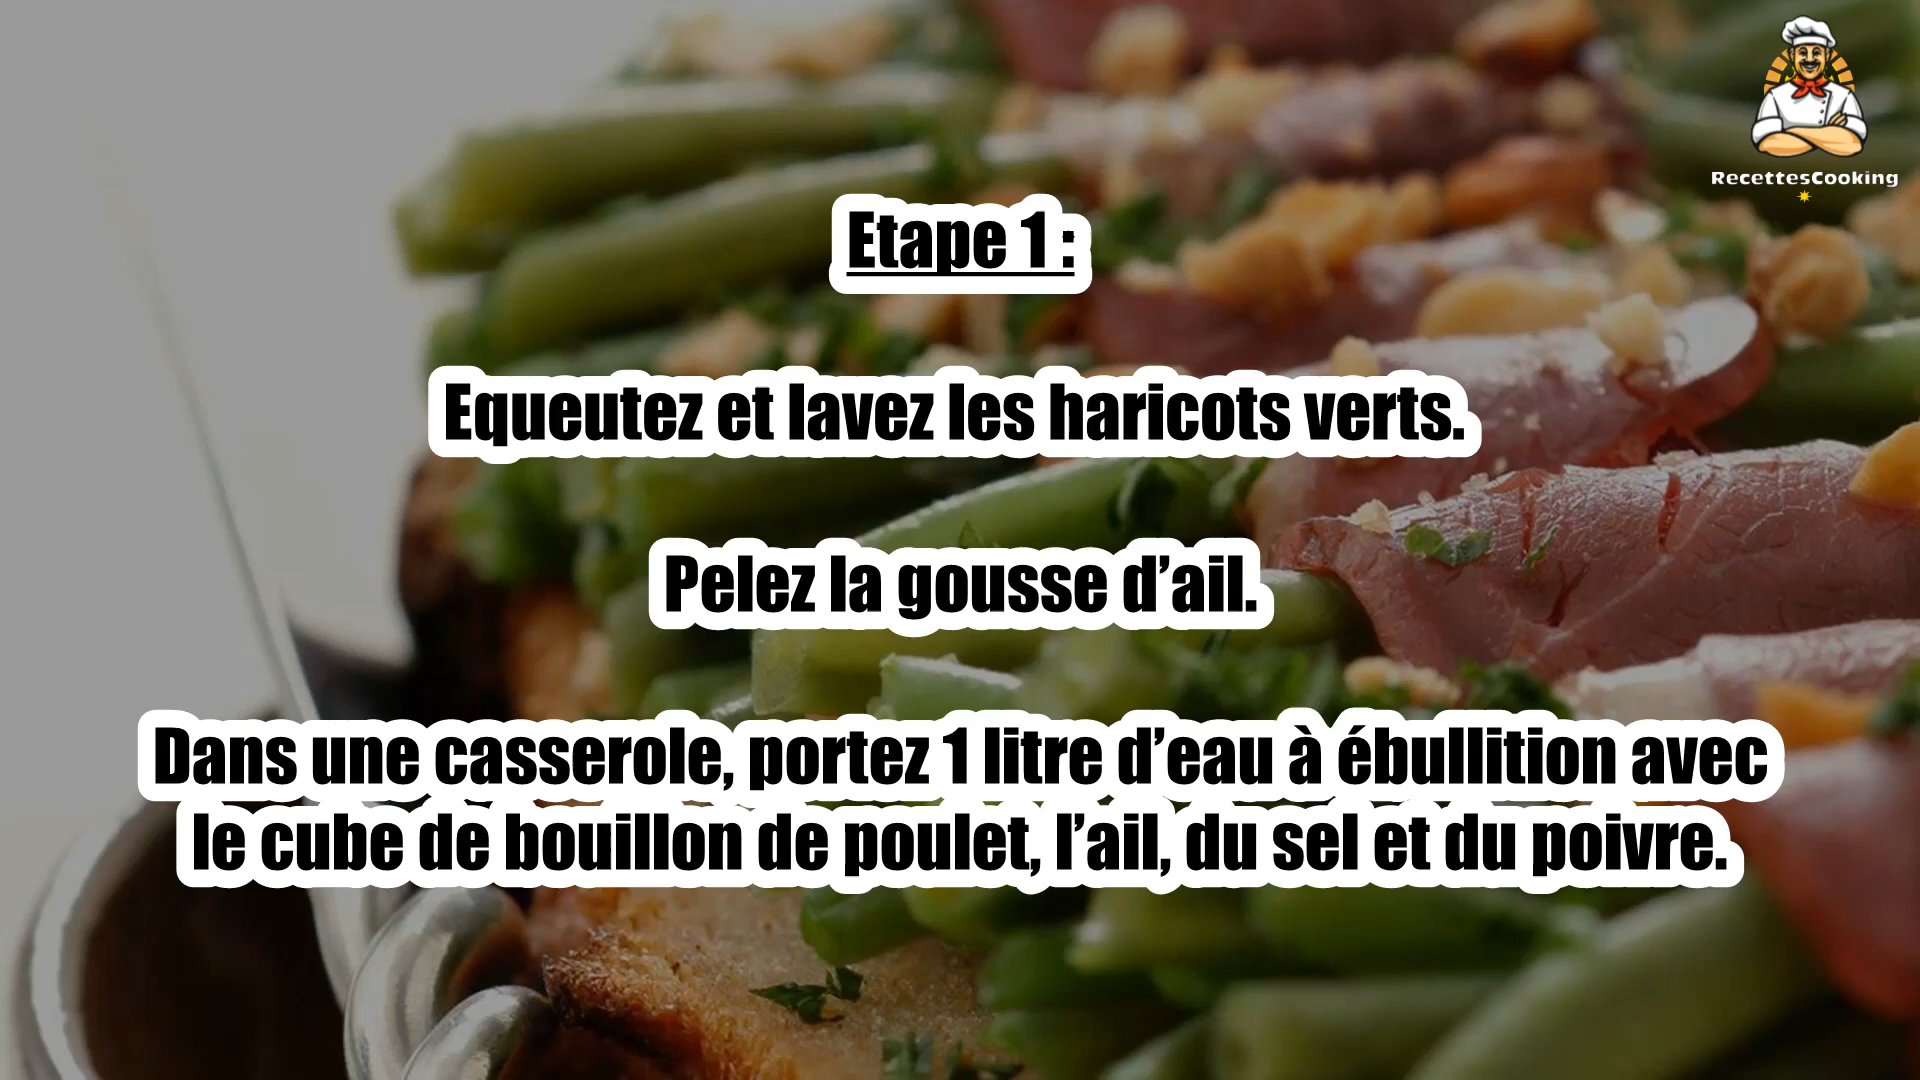 RecettesCooking
Etape 1 :
Equeutez et lavez les haricots verts.
Pelez la gousse d’ail.
Dans une casserole, portez 1 litre d’eau à ébullition avec
le cube de bouillon de poulet, l’ail, du sel et du poivre.